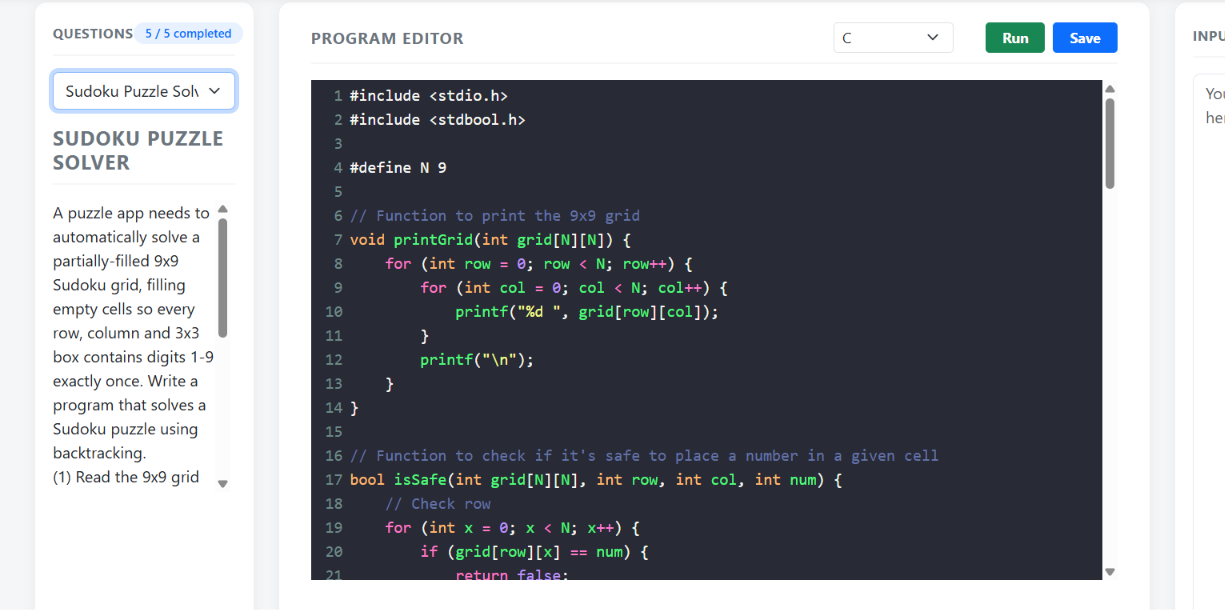 QUESTIONS 5 / 5 completed
Sudoku Puzzle Solv
SUDOKU PUZZLE
SOLVER
A puzzle app needs to
automatically solve a
partially-filled 9x9
Sudoku grid, filling
empty cells so every
row, column and 3x3
box contains digits 1-9
exactly once. Write a
program that solves a
Sudoku puzzle using
backtracking.
(1) Read the 9x9 grid
PROGRAM EDITOR
C
Run
Save
1 #include <stdio.h>
2 #include <stdbool.h>
3
4 #define N 9
5
6 // Function to print the 9x9 grid
7 void printGrid(int grid[N][N]) {
8     for (int row = 0; row < N; row++) {
9         for (int col = 0; col < N; col++) {
10             printf("%d ", grid[row][col]);
11         }
12         printf("\n");
13     }
14 }
15
16 // Function to check if it's safe to place a number in a given cell
17 bool isSafe(int grid[N][N], int row, int col, int num) {
18     // Check row
19     for (int x = 0; x < N; x++) {
20         if (grid[row][x] == num) {
21             return false;
INPU
You
her